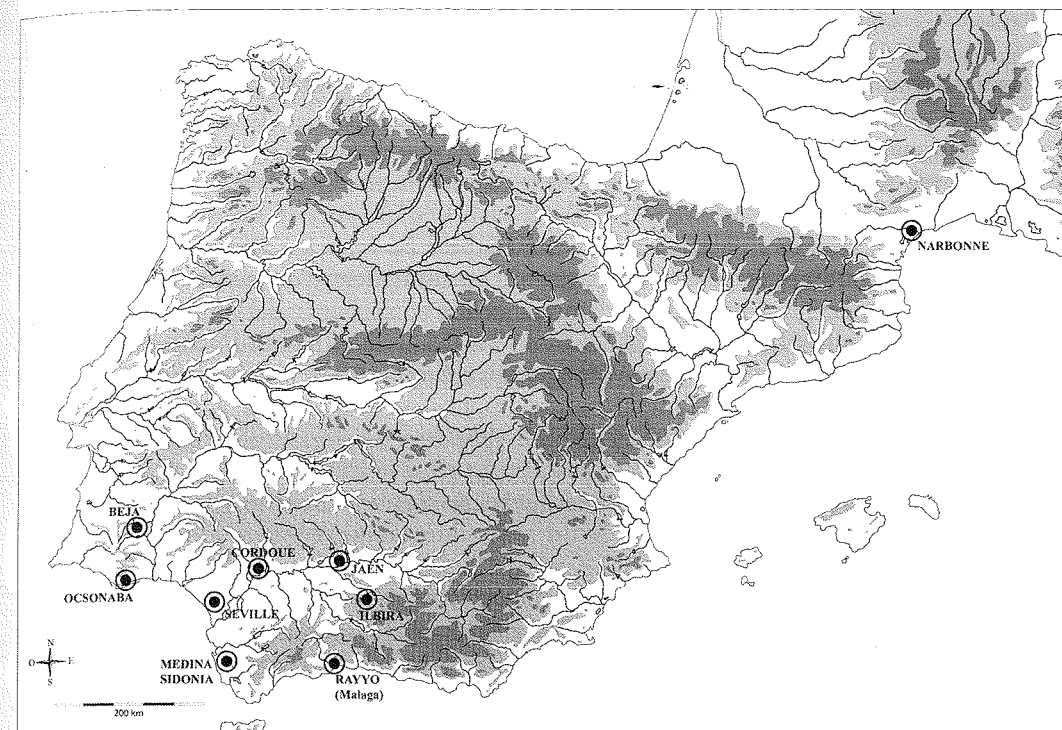 NARBONNE
BEJA
CORDOUE
JAEN
OCSONABA
SEVILLE
ILBIRA
N
O
E
S
MEDINA
SIDONIA
RAYYO
(Malaga)
200 km